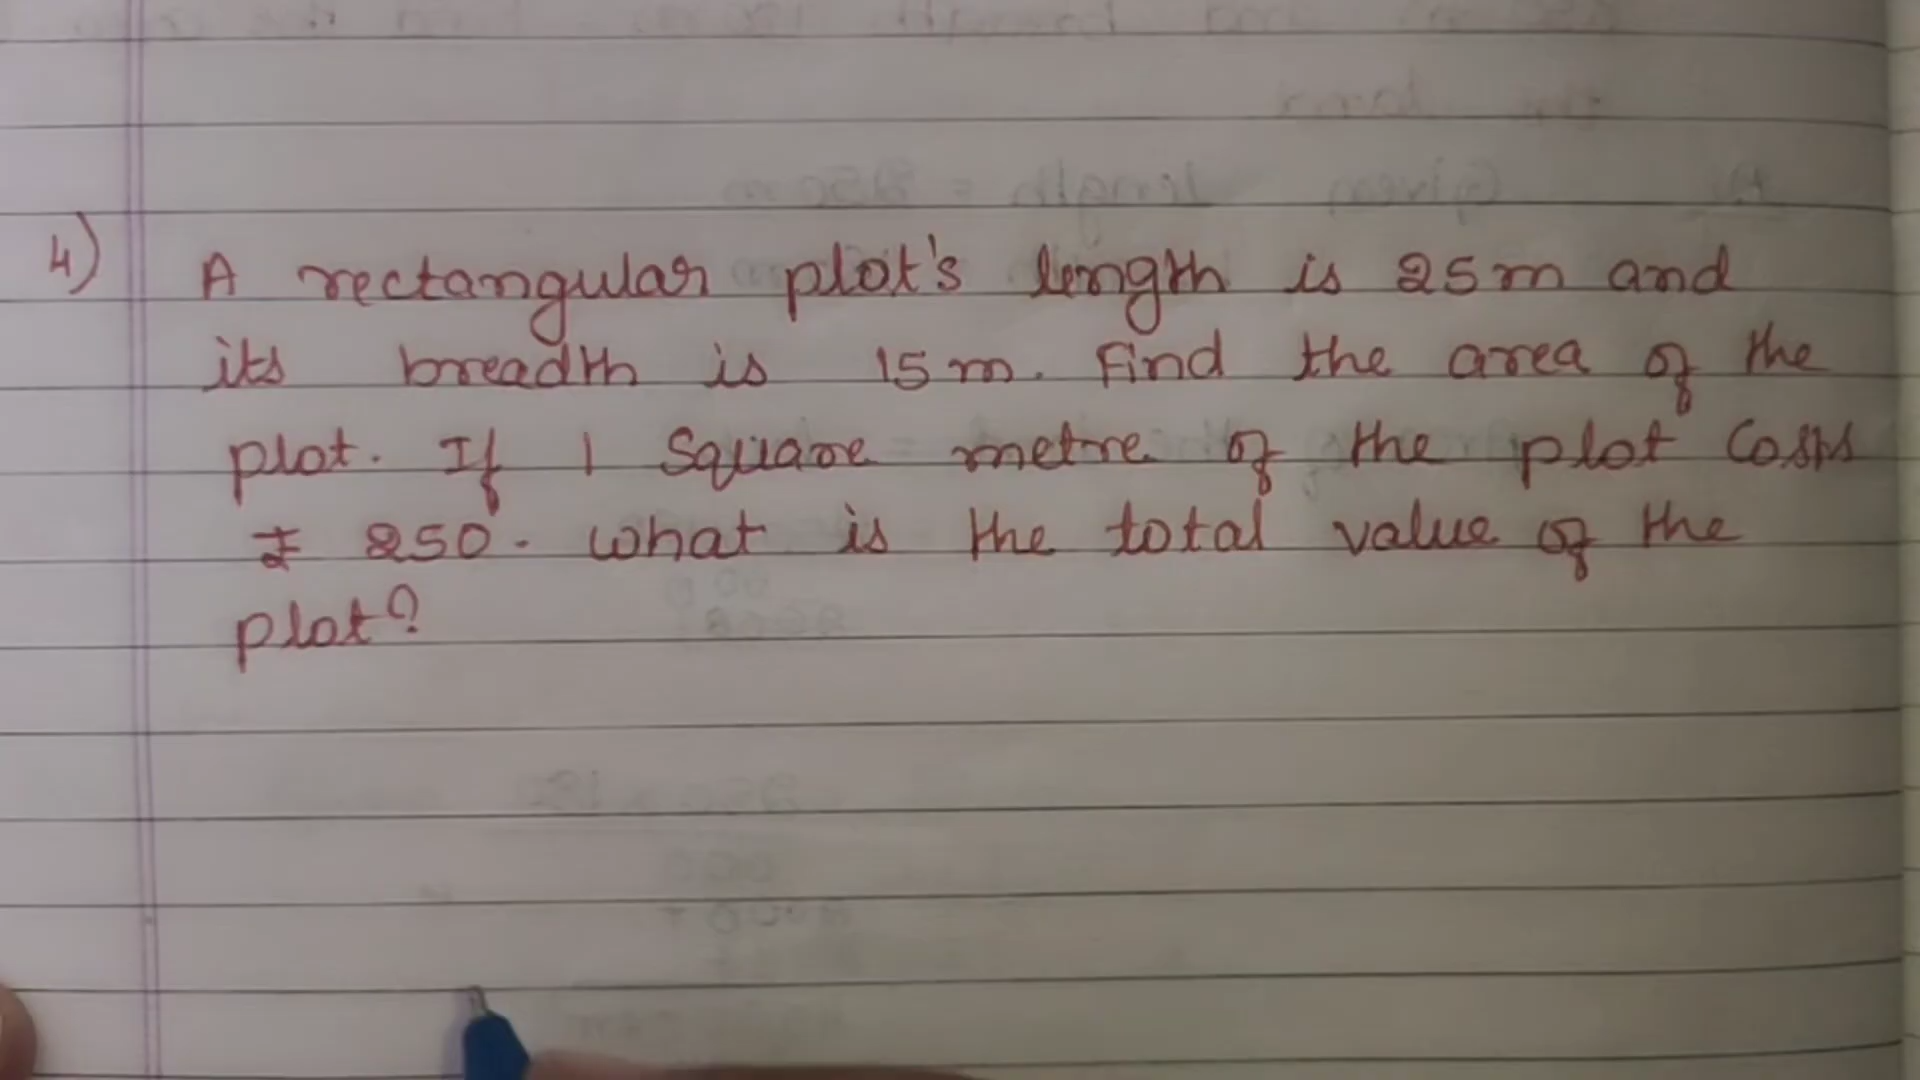 4) A rectangular plot's length is 25m and
its breadth is 15m. Find the area of the
plot. If 1 Square metre of the plot Costs
₹ 250. What is the total value of the
plot?